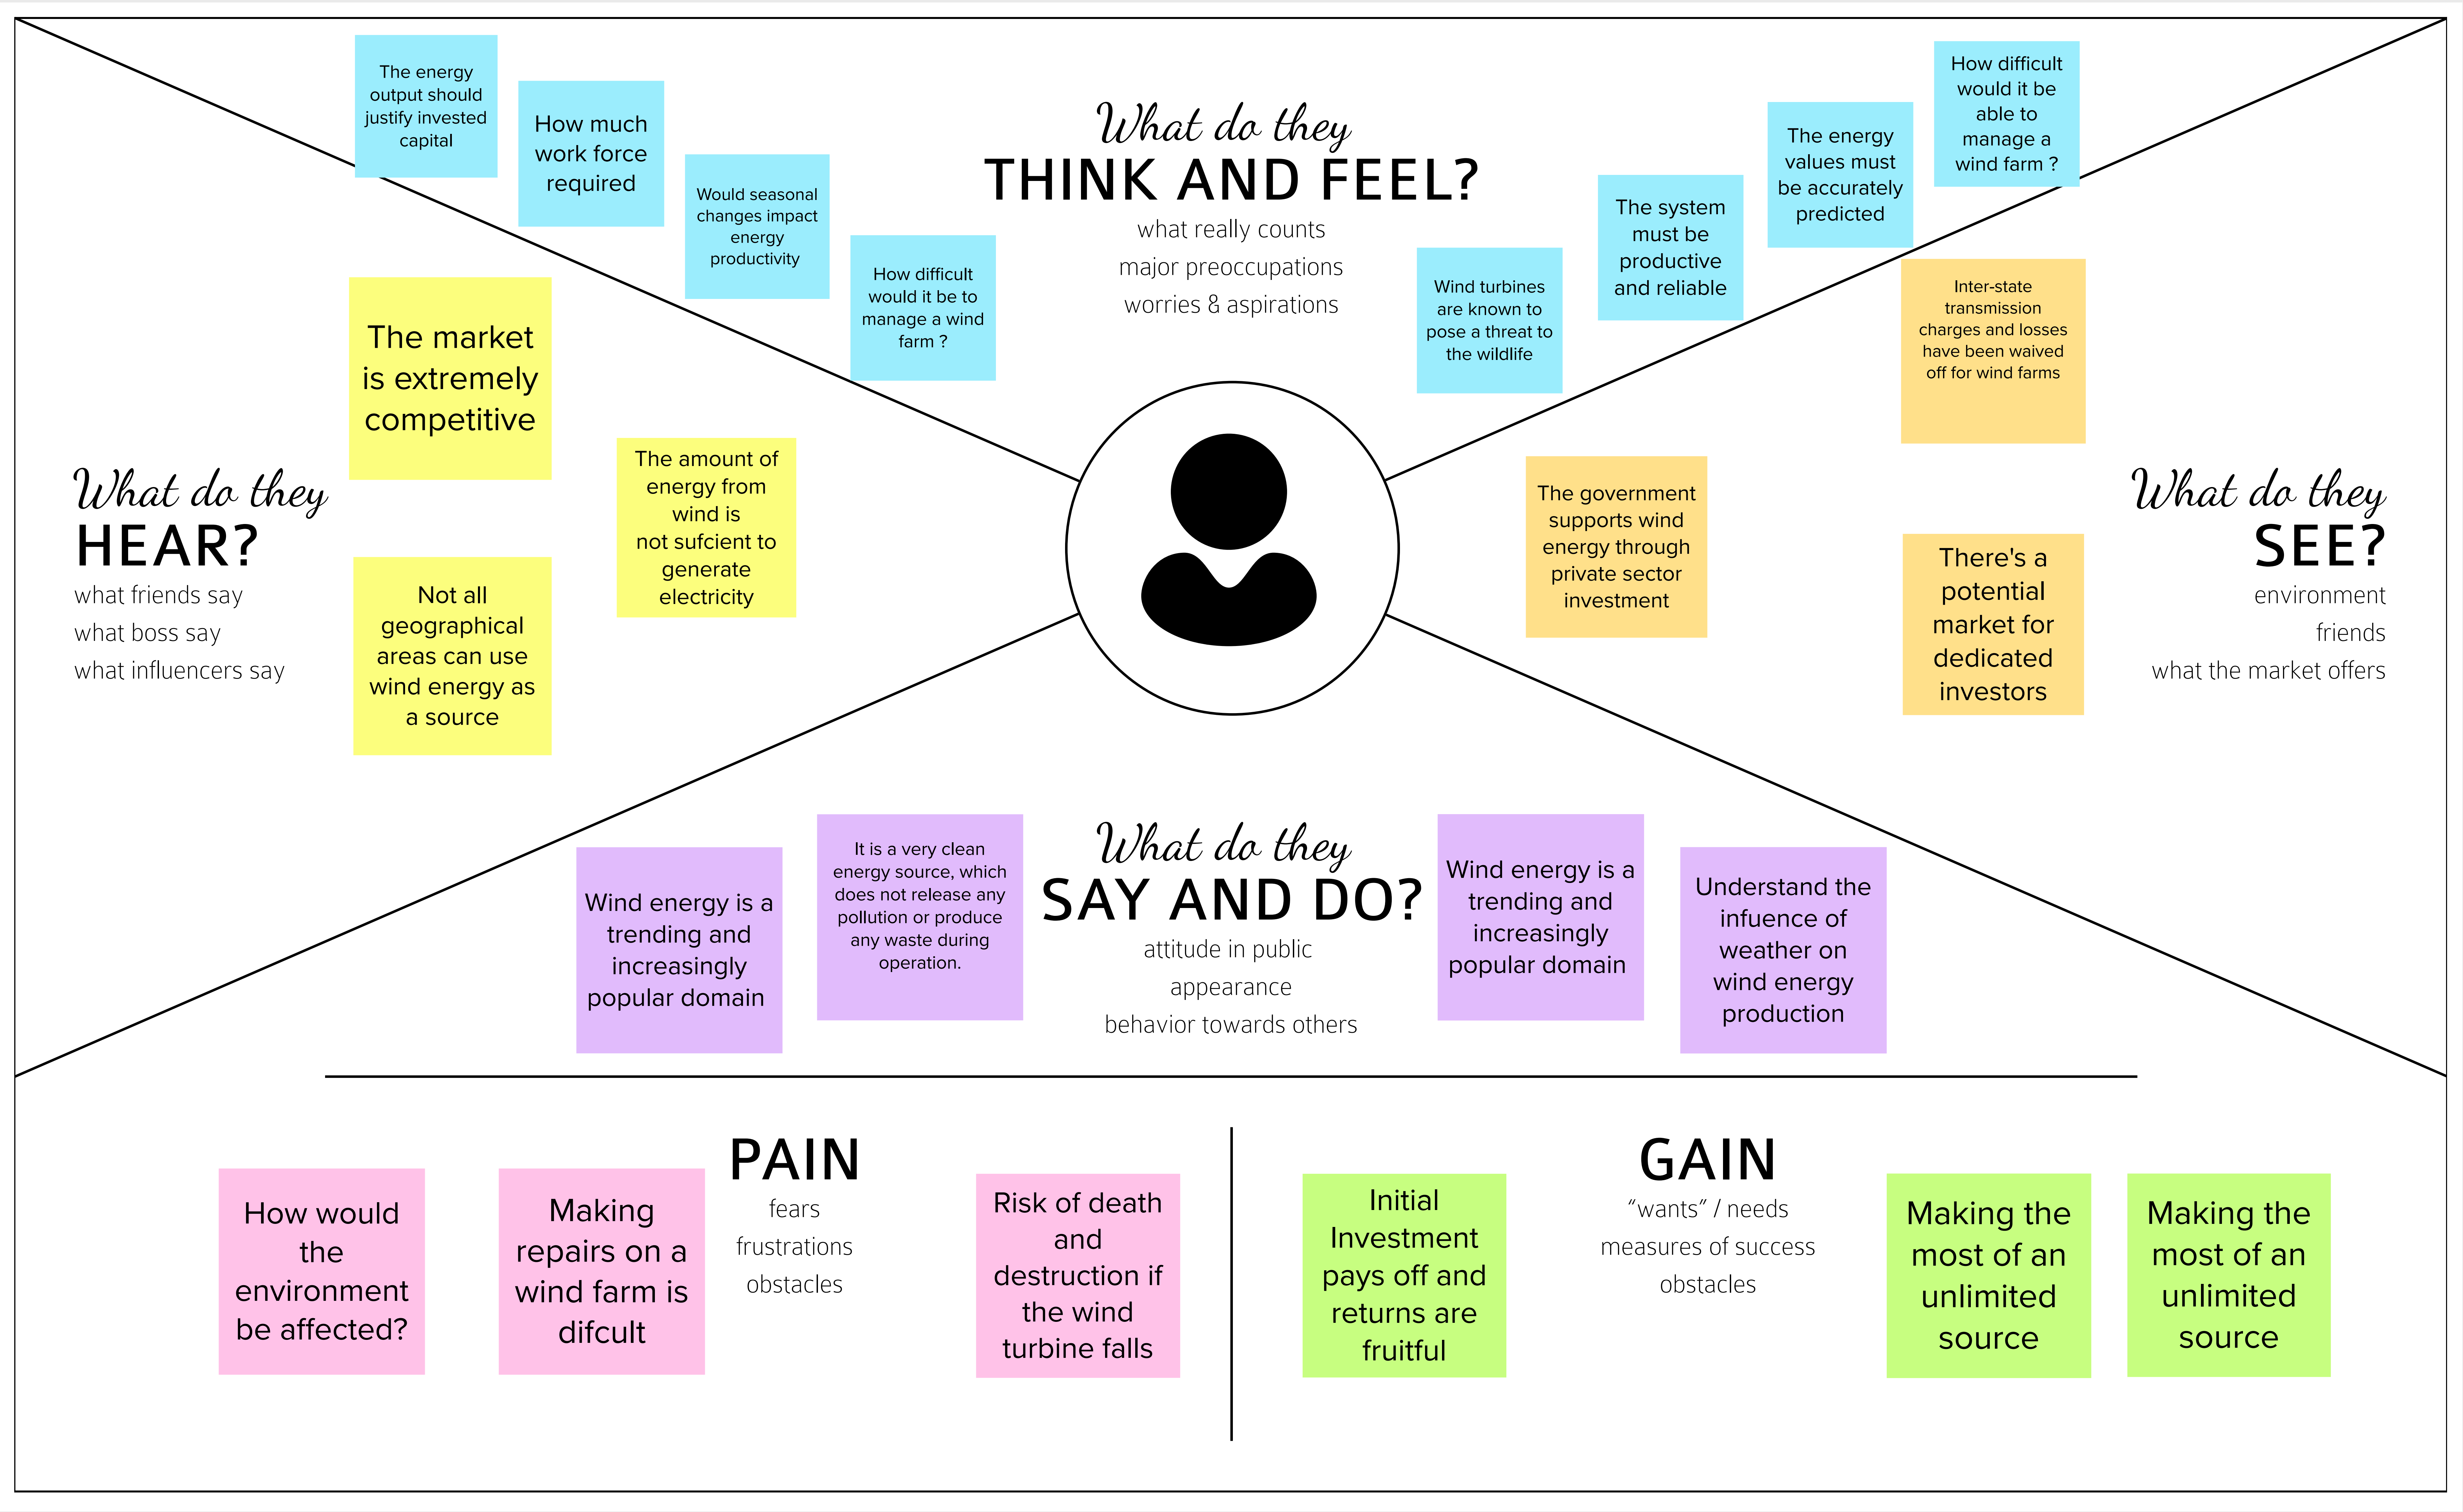 The energy
output should
justify invested
capital
How much
work force
required
Would seasonal
changes impact
energy
productivity
How difficult
would it be to
manage a wind
farm ?
What do they
THINK AND FEEL?
what really counts
major preoccupations
worries & aspirations
Wind turbines
are known to
pose a threat to
the wildlife
The system
must be
productive
and reliable
The energy
values must
be accurately
predicted
How difficult
would it be
able to
manage a
wind farm ?
What do they
HEAR?
what friends say
what boss say
what influencers say
The market
is extremely
competitive
The amount of
energy from
wind is
not sufcient to
generate
electricity
Not all
geographical
areas can use
wind energy as
a source
Inter-state
transmission
charges and losses
have been waived
off for wind farms
The government
supports wind
energy through
private sector
investment
There's a
potential
market for
dedicated
investors
What do they
SEE?
environment
friends
what the market offers
Wind energy is a
trending and
increasingly
popular domain
It is a very clean
energy source, which
does not release any
pollution or produce
any waste during
operation.
What do they
SAY AND DO?
attitude in public
appearance
behavior towards others
Wind energy is a
trending and
increasingly
popular domain
Understand the
infuence of
weather on
wind energy
production
How would
the
environment
be affected?
Making
repairs on a
wind farm is
difcult
PAIN
fears
frustrations
obstacles
Risk of death
and
destruction if
the wind
turbine falls
Initial
Investment
pays off and
returns are
fruitful
GAIN
“wants” / needs
measures of success
obstacles
Making the
most of an
unlimited
source
Making the
most of an
unlimited
source